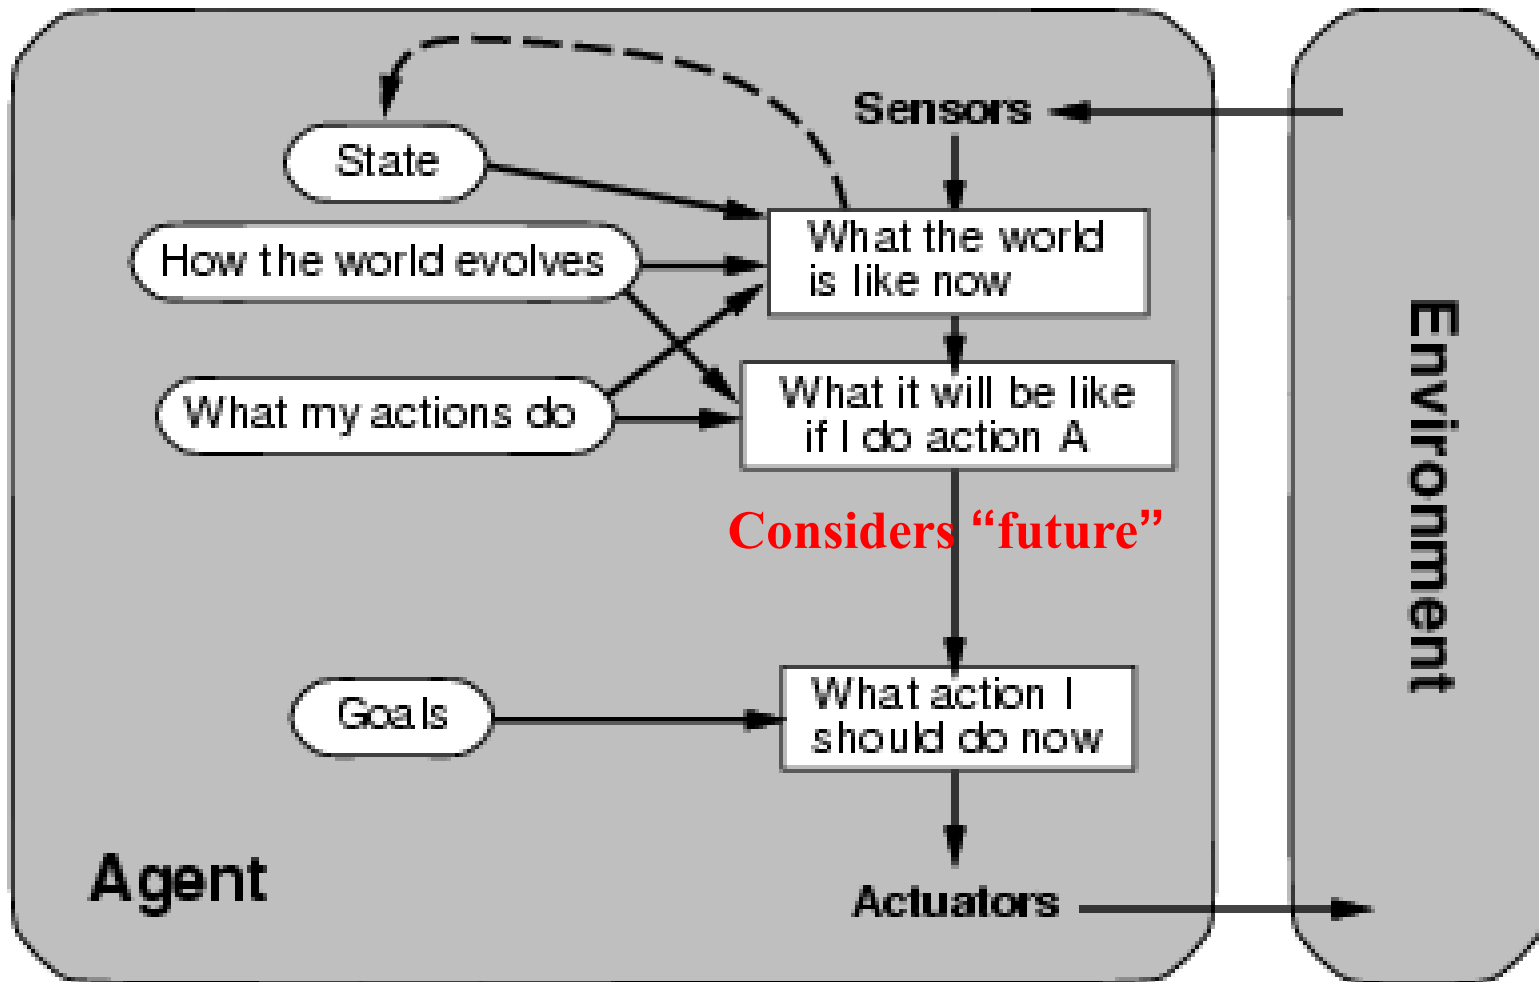 Sensors
State
What the world
is like now
How the world evolves
What my actions do
What it will be like
if I do action A
Considers “future”
Goals
What action I
should do now
Agent
Actuators
Environment